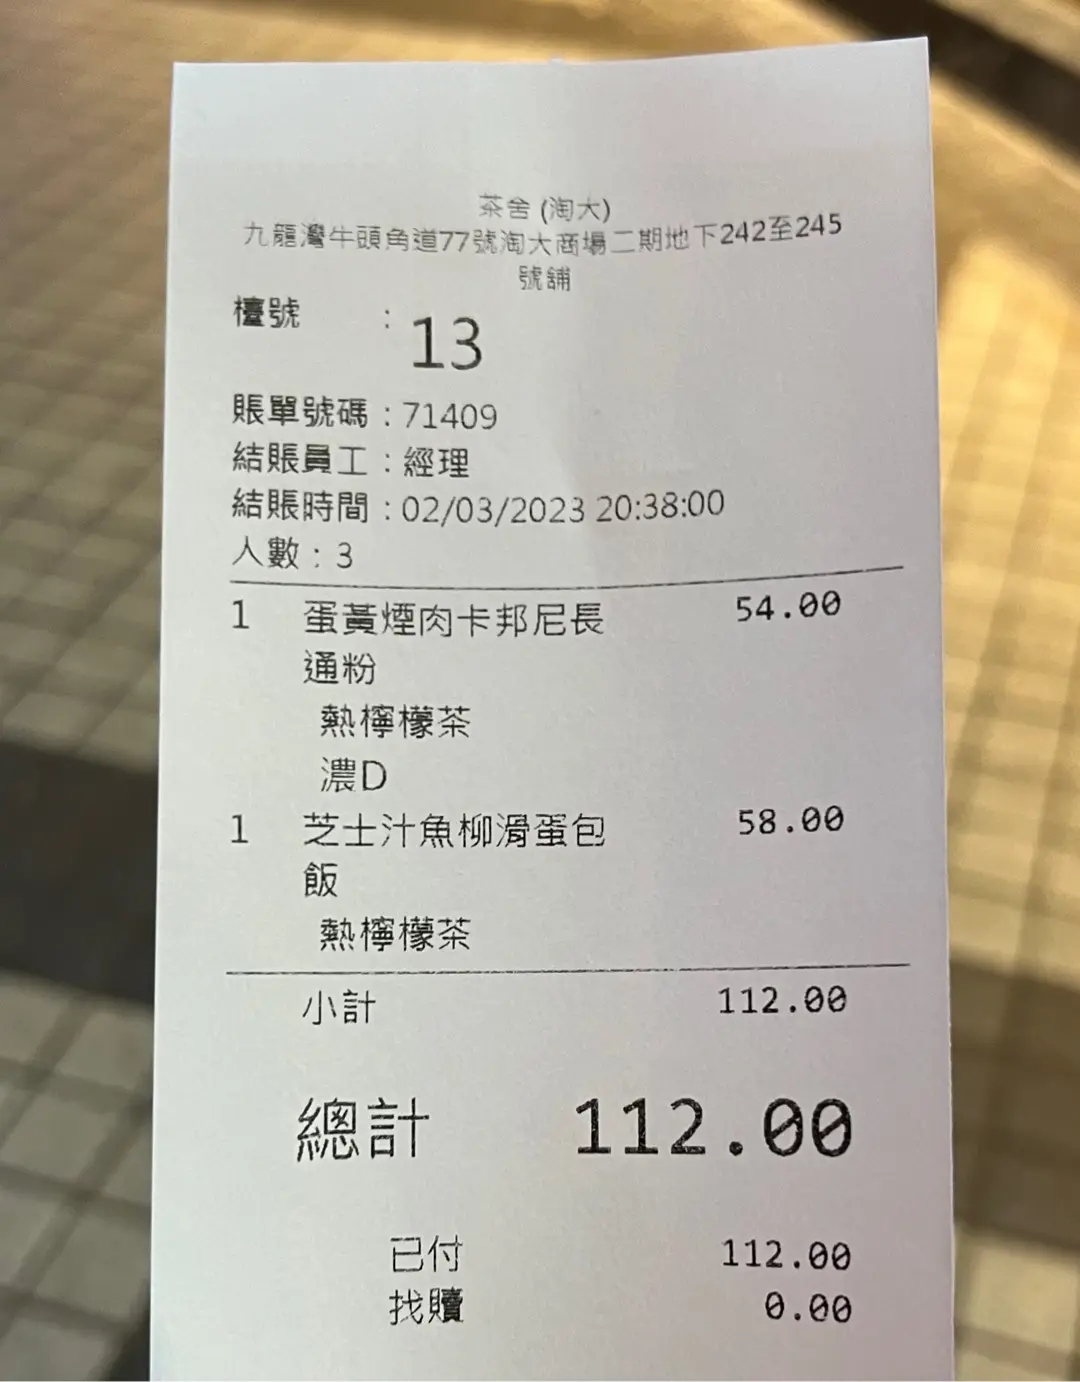 茶舍 (淘大)
九龍灣牛頭角道77號淘大商場二期地下242至245
號舖
檯號 : 13
賬單號碼 : 71409
結賬員工 : 經理
結賬時間 : 02/03/2023 20:38:00
人數 : 3
1 蛋黃煙肉卡邦尼長 54.00
通粉
熱檸檬茶
濃D
1 芝士汁魚柳滑蛋包 58.00
飯
熱檸檬茶
小計 112.00
總計 112.00
已付 112.00
找贖 0.00